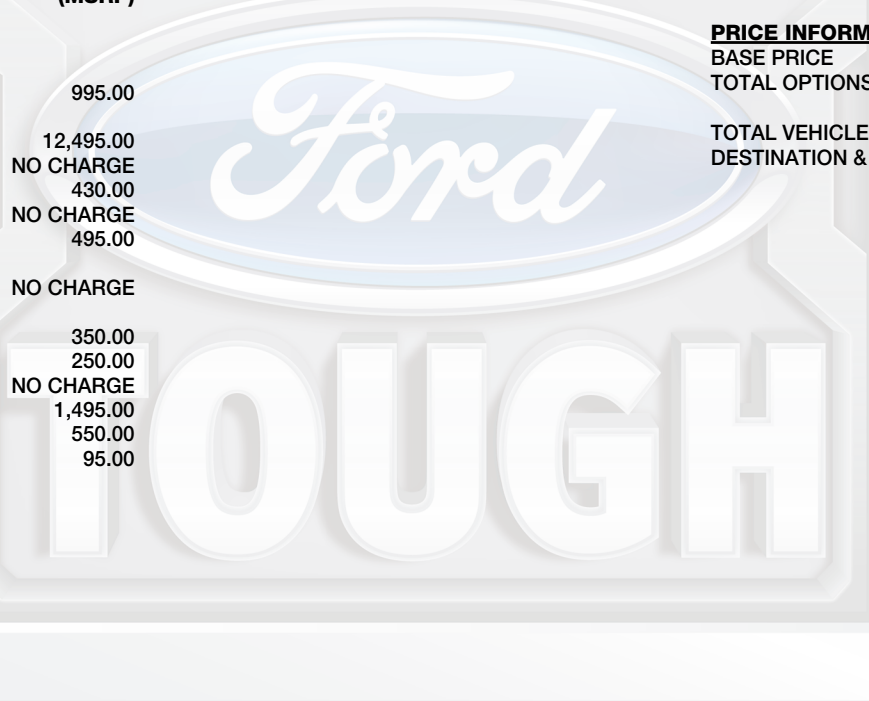 (MSRP)
995.00
12,495.00
NO CHARGE
430.00
NO CHARGE
495.00
NO CHARGE
350.00
250.00
NO CHARGE
1,495.00
550.00
95.00
PRICE INFORM
BASE PRICE
TOTAL OPTIONS
TOTAL VEHICLE
DESTINATION &
Ford
TOUGH